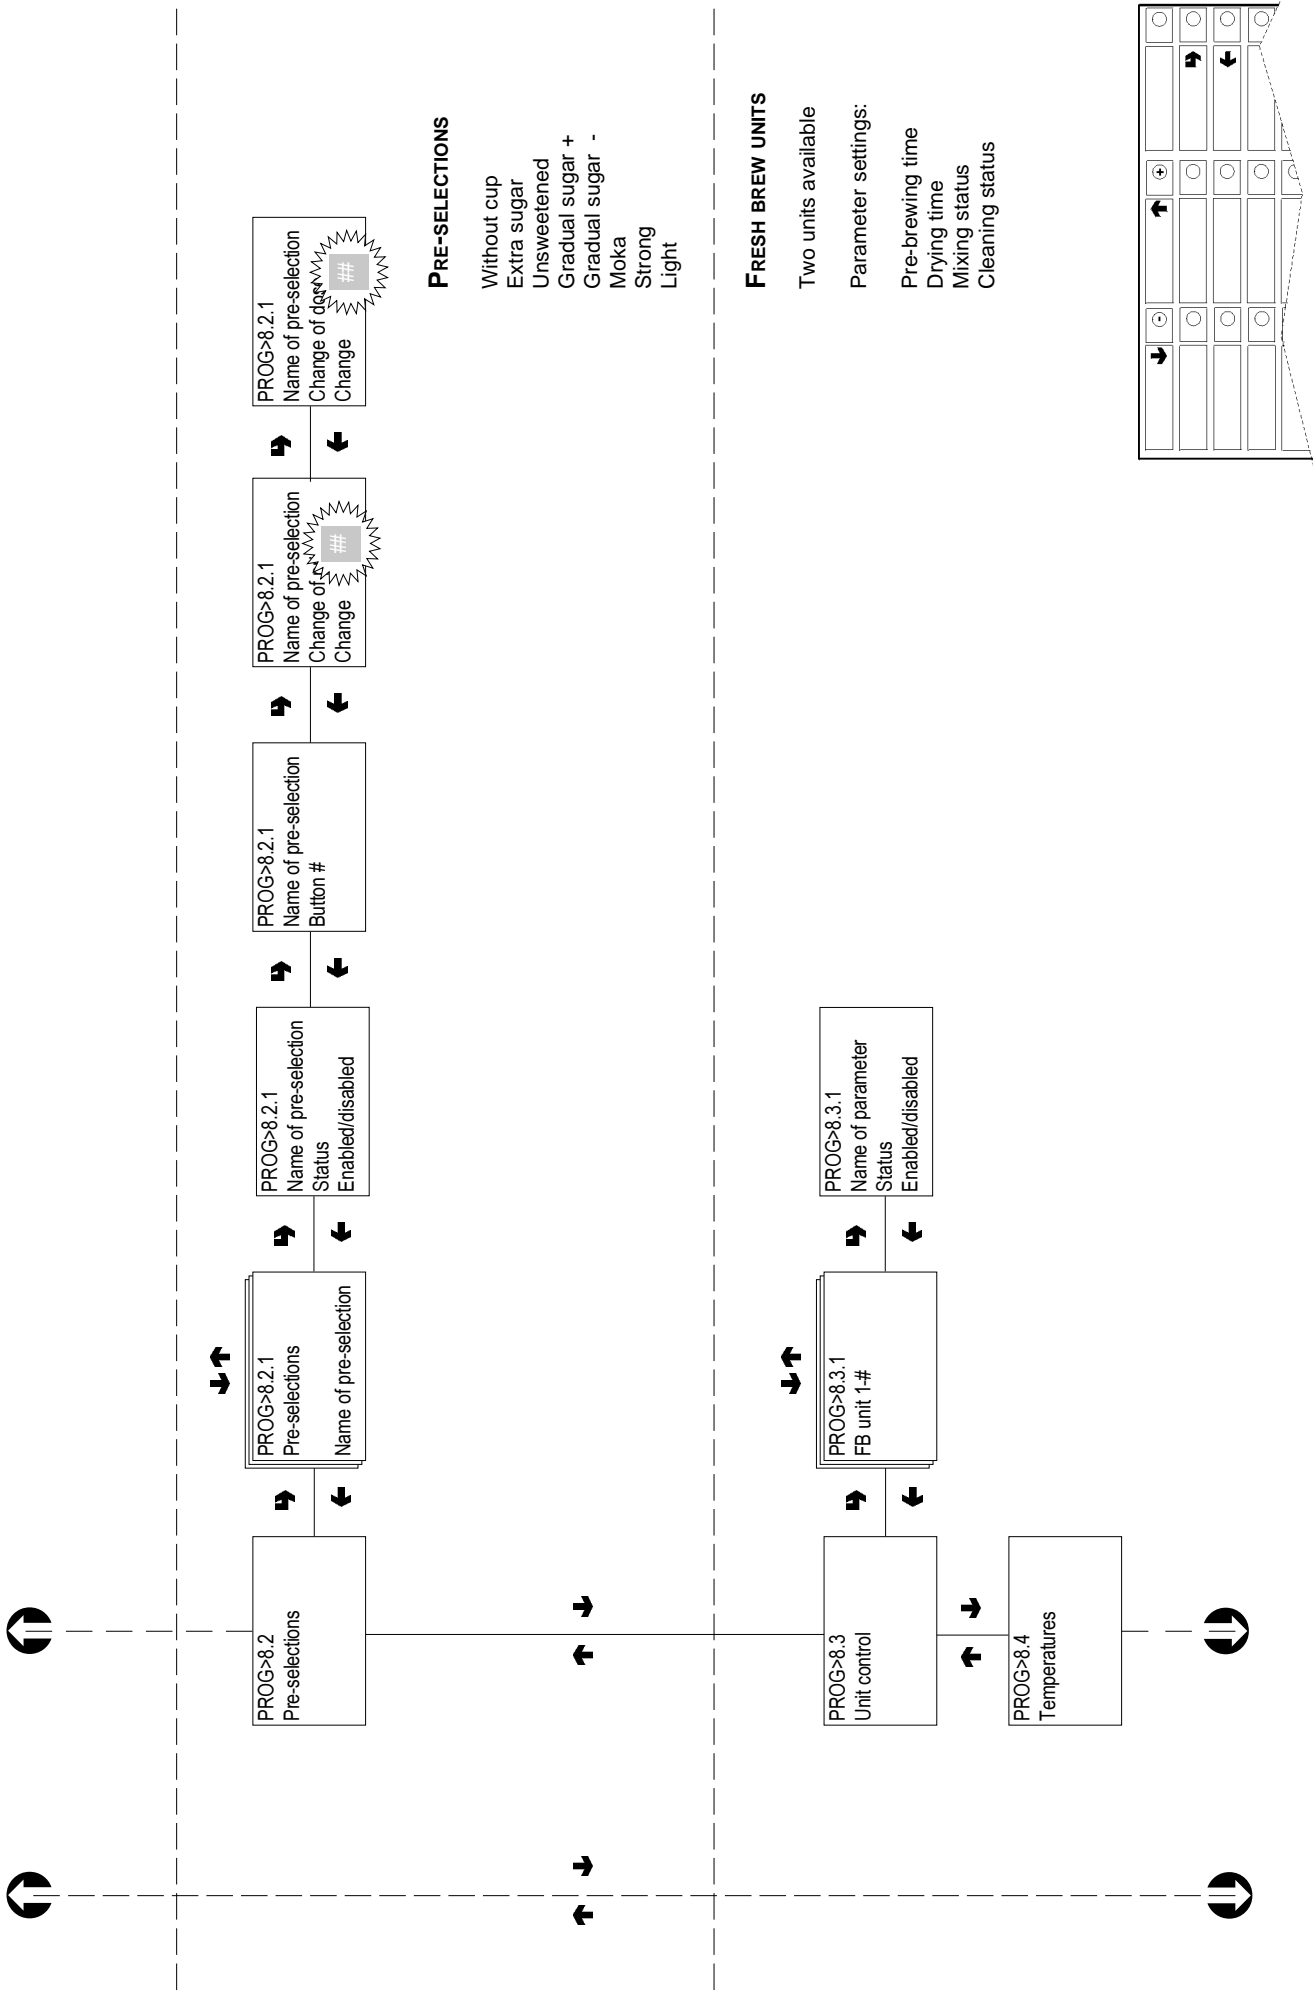 PROG>8.2
Pre-selections
PROG>8.2.1
Pre-selections
Name of pre-selection
PROG>8.2.1
Name of pre-selection
Status
Enabled/disabled
PROG>8.2.1
Name of pre-selection
Button #
PROG>8.2.1
Name of pre-selection
Change of
Change
##
PROG>8.2.1
Name of pre-selection
Change of
Change
##
PRE-SELECTIONS
Without cup
Extra sugar
Unsweetened
Gradual sugar +
Gradual sugar -
Moka
Strong
Light
PROG>8.3
Unit control
PROG>8.3.1
FB unit 1-#
PROG>8.3.1
Name of parameter
Status
Enabled/disabled
FRESH BREW UNITS
Two units available
Parameter settings:
Pre-brewing time
Drying time
Mixing status
Cleaning status
PROG>8.4
Temperatures
-
+